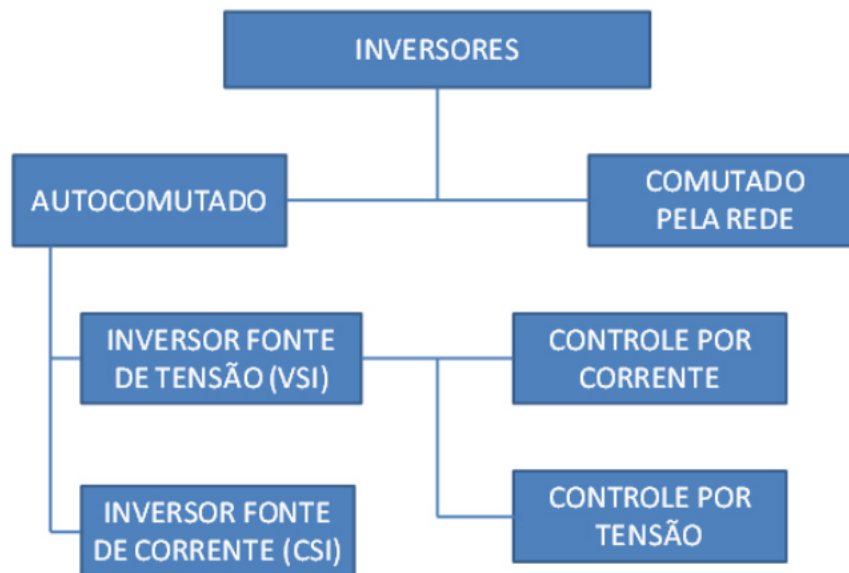 INVERSORES
AUTOCOMUTADO
COMUTADO
PELA REDE
INVERSOR FONTE
DE TENSÃO (VSI)
CONTROLE POR
CORRENTE
INVERSOR FONTE
DE CORRENTE (CSI)
CONTROLE POR
TENSÃO